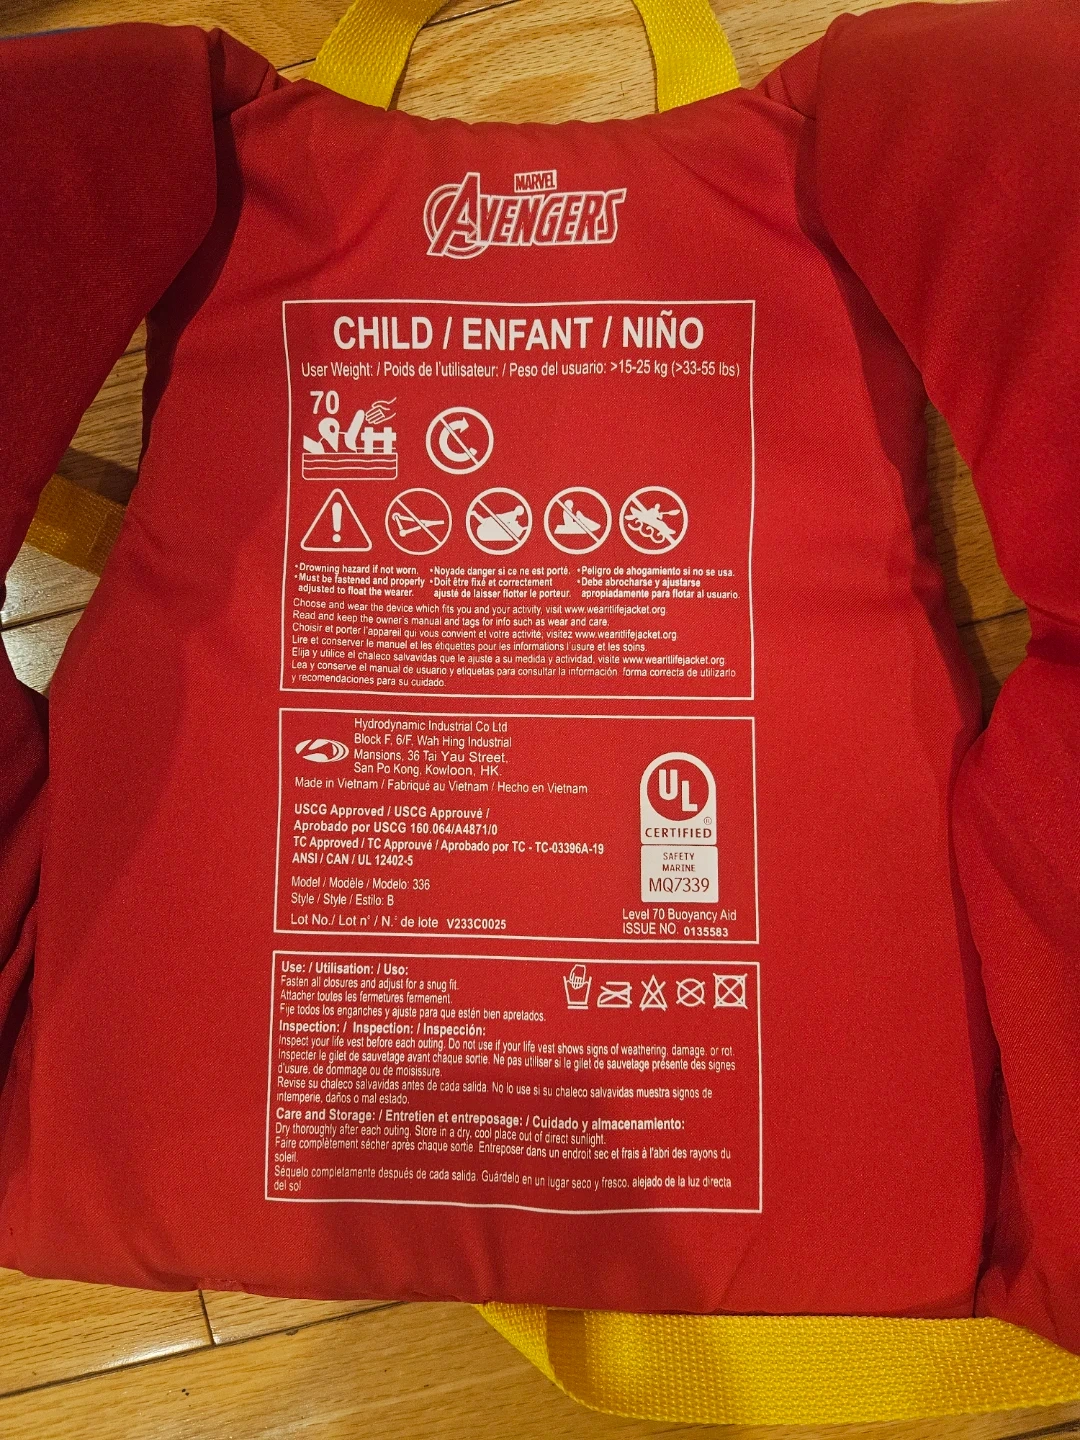 MARVEL
AVENGERS
CHILD / ENFANT / NIÑO
User Weight: / Poids de l'utilisateur: / Peso del usuario: >15-25 kg (>33-55 lbs)
70
•Drowning hazard if not worn.
•Must be fastened and properly
adjusted to float the wearer.
•Noyade danger si ce ne est porté.
•Doit être fixé et correctement
ajusté de laisser flotter le porteur.
•Peligro de ahogamiento si no se usa.
•Debe abrocharse y ajustarse
apropiadamente para flotar al usuario.
Choose and wear the device which fits you and your activity, visit www.wearitlifejacket.org.
Read and keep the owner's manual and tags for info such as wear and care.
Choisir et porter l'appareil qui vous convient et votre activité, visitez www.wearitlifejacket.org
Lire et conserver le manuel et les étiquettes pour les informations l'usure et les soins.
Elija y utilice el chaleco salvavidas que le ajuste a su medida y actividad, visite www.wearitlifejacket.org
Lea y conserve el manual de usuario y etiquetas para consultar la información, forma correcta de utilizarlo
y recomendaciones para su cuidado.
Hydrodynamic Industrial Co Ltd
Block F, 6/F, Wah Hing Industrial
Mansions, 36 Tai Yau Street,
San Po Kong, Kowloon, HK.
Made in Vietnam / Fabriqué au Vietnam / Hecho en Vietnam
USCG Approved / USCG Approuvé /
Aprobado por USCG 160.064/A4871/0
TC Approved / TC Approuvé / Aprobado por TC - TC-03396A-19
ANSI / CAN / UL 12402-5
Model / Modèle / Modelo: 336
Style / Style / Estilo: B
Lot No./ Lot n° / N.° de lote V233C0025
UL
®
CERTIFIED
SAFETY
MARINE
MQ7339
Level 70 Buoyancy Aid
ISSUE NO. 0135583
Use: / Utilisation: / Uso:
Fasten all closures and adjust for a snug fit.
Attacher toutes les fermetures fermement.
Fije todos los enganches y ajuste para que estén bien apretados.
Inspection: / Inspection: / Inspección:
Inspect your life vest before each outing. Do not use if your life vest shows signs of weathering, damage, or rot.
Inspecter le gilet de sauvetage avant chaque sortie. Ne pas utiliser si le gilet de sauvetage présente des signes
d'usure, de dommage ou de moisissure.
Revise su chaleco salvavidas antes de cada salida. No lo use si su chaleco salvavidas muestra signos de
intemperie, daños o mal estado.
Care and Storage: / Entretien et entreposage: / Cuidado y almacenamiento:
Dry thoroughly after each outing. Store in a dry, cool place out of direct sunlight.
Faire complètement sécher après chaque sortie. Entreposer dans un endroit sec et frais à l'abri des rayons du
soleil.
Séquelo completamente después de cada salida. Guárdelo en un lugar seco y fresco, alejado de la luz directa
del sol